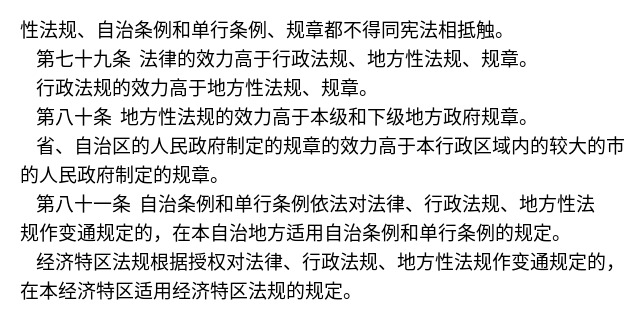 性法规、自治条例和单行条例、规章都不得同宪法相抵触。
第七十九条 法律的效力高于行政法规、地方性法规、规章。
行政法规的效力高于地方性法规、规章。
第八十条 地方性法规的效力高于本级和下级地方政府规章。
省、自治区的人民政府制定的规章的效力高于本行政区域内的较大的市
的人民政府制定的规章。
第八十一条 自治条例和单行条例依法对法律、行政法规、地方性法
规作变通规定的，在本自治地方适用自治条例和单行条例的规定。
经济特区法规根据授权对法律、行政法规、地方性法规作变通规定的，
在本经济特区适用经济特区法规的规定。